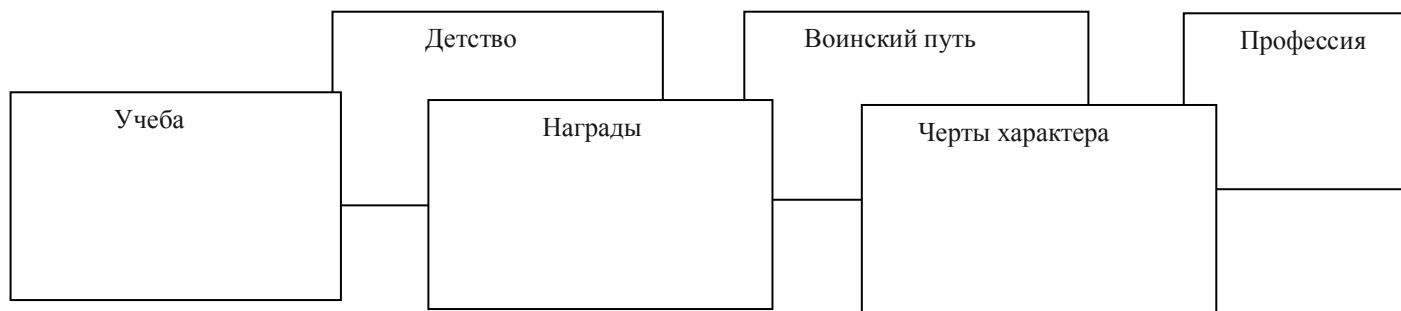 Детство
Воинский путь
Профессия
Учеба
Награды
Черты характера